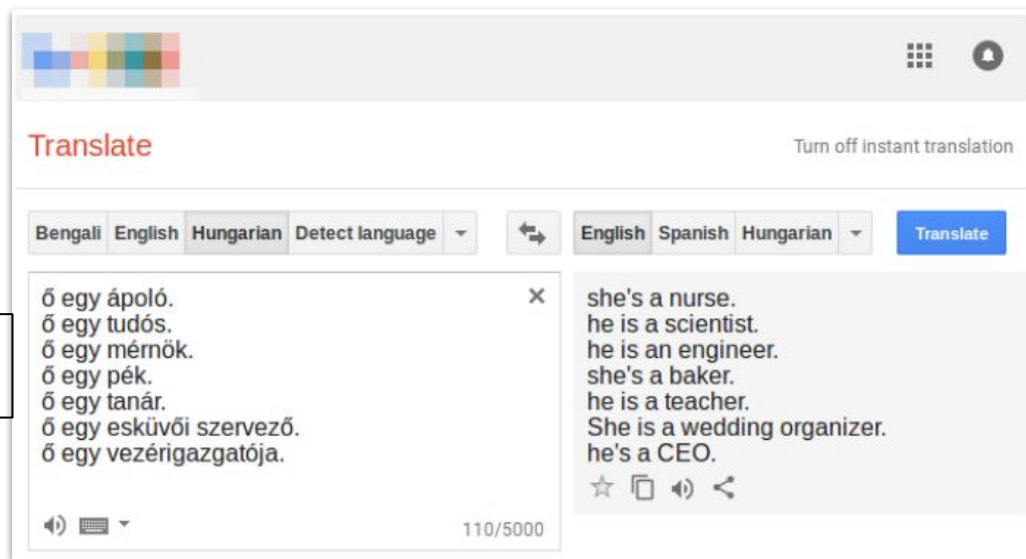 Translate
Turn off instant translation
Bengali English Hungarian Detect language
English Spanish Hungarian
Translate
ő egy ápoló.
ő egy tudós.
ő egy mérnök.
ő egy pék.
ő egy tanár.
ő egy esküvői szervező.
ő egy vezérigazgatója.
110/5000
she's a nurse.
he is a scientist.
he is an engineer.
she's a baker.
he is a teacher.
She is a wedding organizer.
he's a CEO.